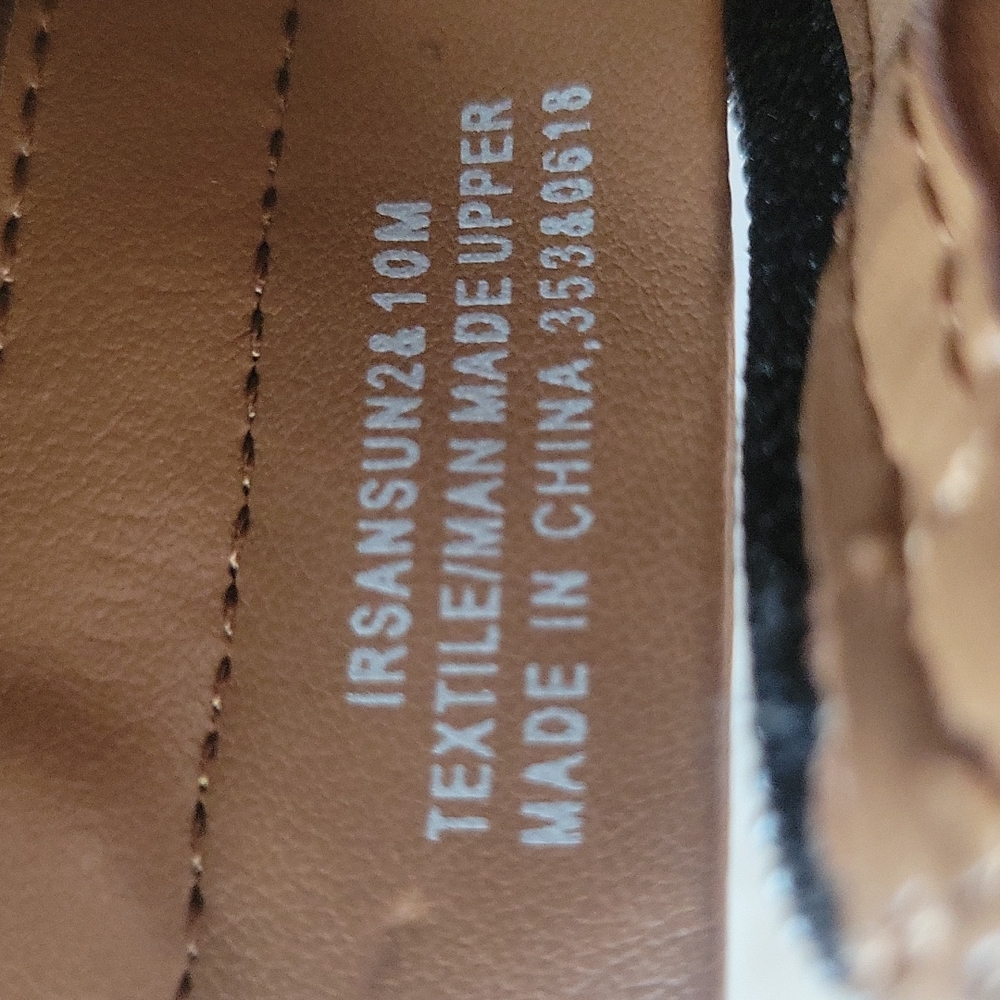 IRSANSUN2&10M
TEXTILE/MAN MADE UPPER
MADE IN CHINA,353&0618